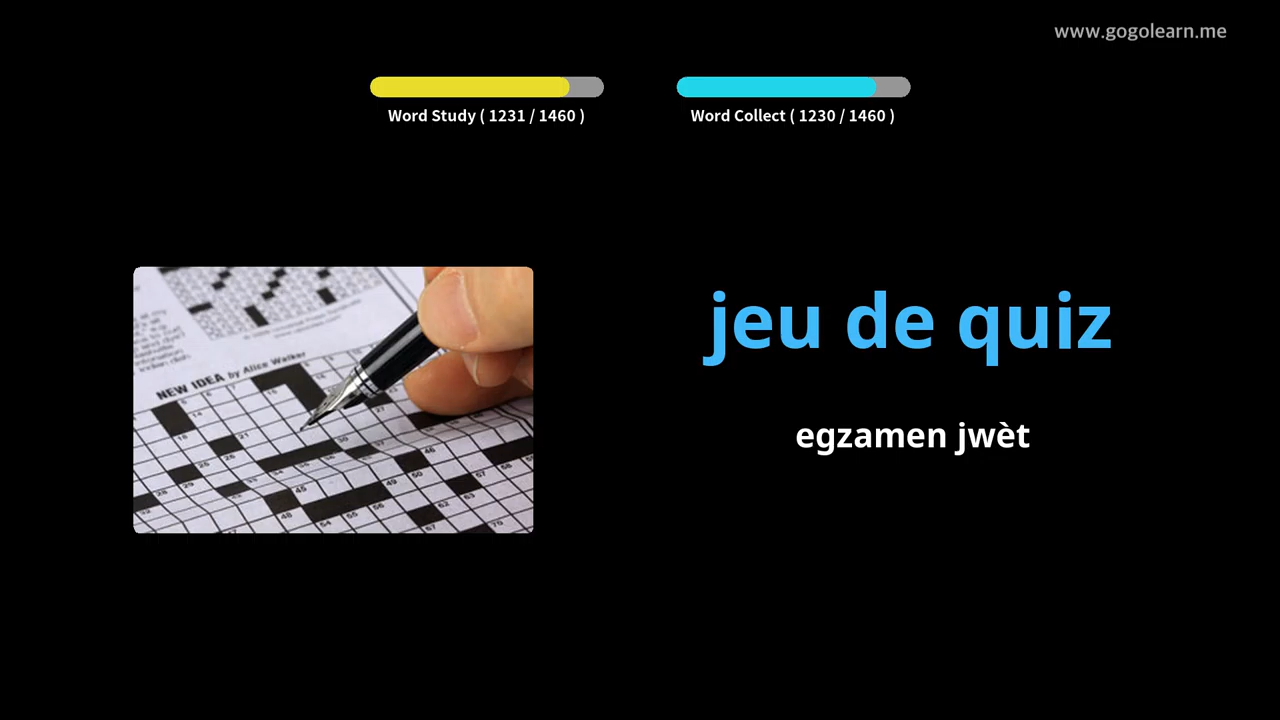 www.gogolearn.me
Word Study ( 1231 / 1460 )
Word Collect ( 1230 / 1460 )
NEW IDEA by Alice Walker
jeu de quiz
egzamen jwèt